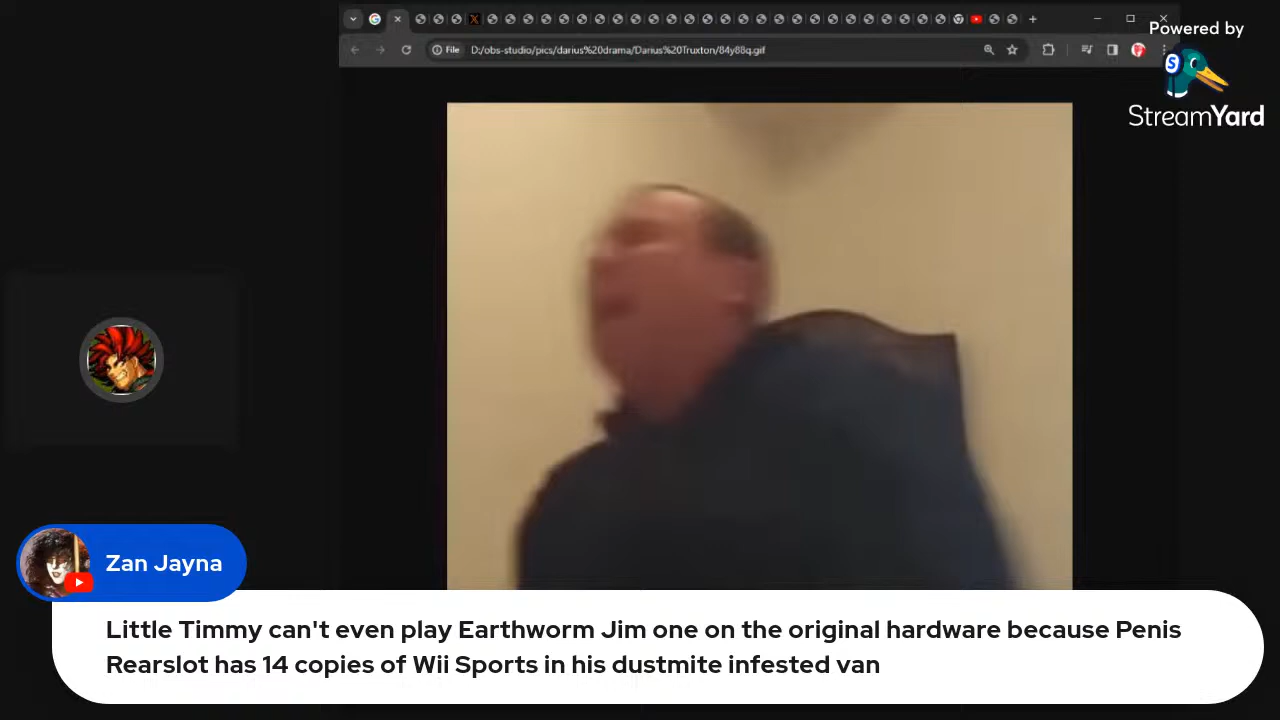 File D:/obs-studio/pics/darius%20drama/Darius%20Truxton/84y88q.gif
Powered by
StreamYard
Zan Jayna
Little Timmy can't even play Earthworm Jim one on the original hardware because Penis
Rearslot has 14 copies of Wii Sports in his dustmite infested van